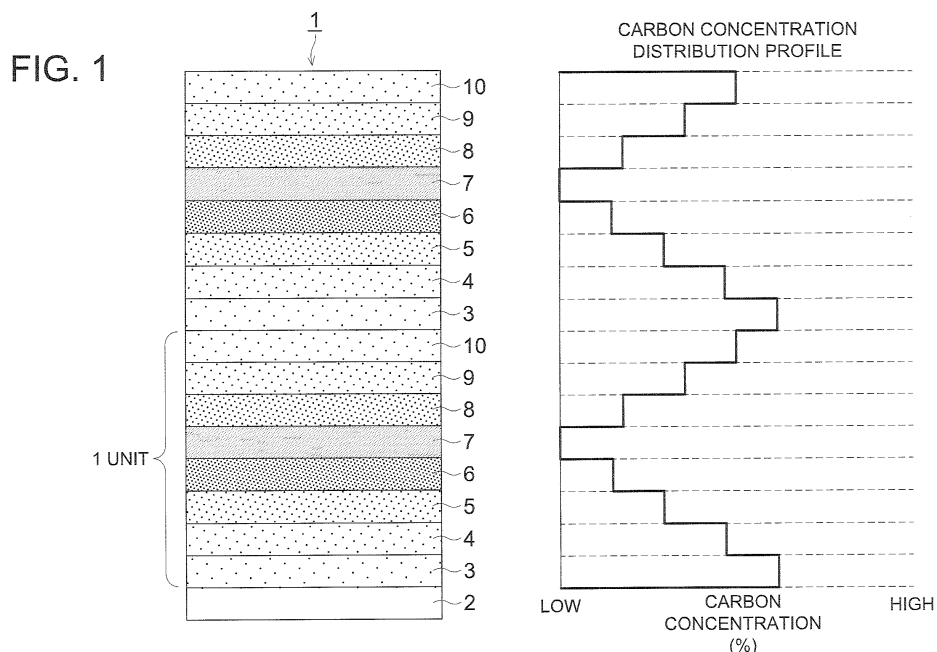 FIG. 1
1
CARBON CONCENTRATION
DISTRIBUTION PROFILE
10
9
8
7
6
5
4
3
10
9
8
7
6
5
4
3
2
1 UNIT
LOW
CARBON
CONCENTRATION
(%)
HIGH